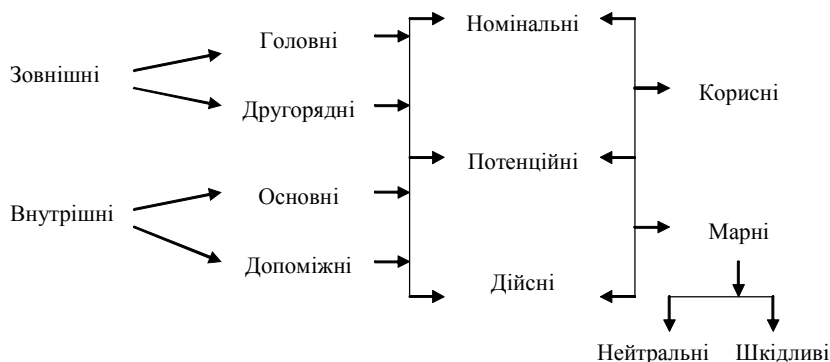 Зовнішні
Внутрішні
Головні
Другорядні
Основні
Допоміжні
Номінальні
Потенційні
Дійсні
Корисні
Марні
Нейтральні
Шкідливі